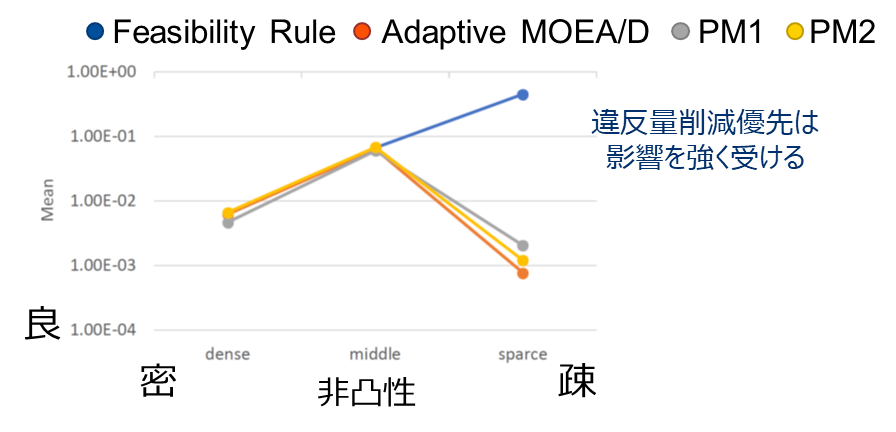 Feasibility Rule Adaptive MOEA/D PM1 PM2
1.00E+00
違反量削減優先は
影響を強く受ける
1.00E-01
1.00E-02
Mean
1.00E-03
良 1.00E-04
dense middle sparce
密 非凸性 疎